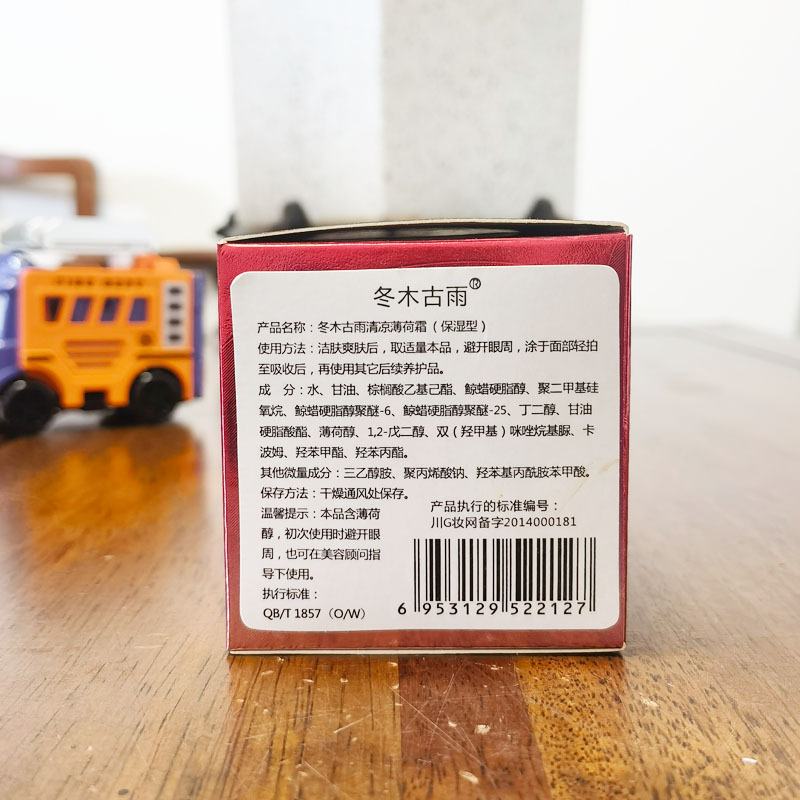 冬木古雨®
产品名称：冬木古雨清凉薄荷霜（保湿型）
使用方法：洁肤爽肤后，取适量本品，避开眼周，涂于面部轻拍
至吸收后，再使用其它后续养护品。
成 分：水、甘油、棕榈酸乙基己酯、鲸蜡硬脂醇、聚二甲基硅
氧烷、鲸蜡硬脂醇聚醚-6、鲸蜡硬脂醇聚醚-25、丁二醇、甘油
硬脂酸酯、薄荷醇、1,2-戊二醇、双（羟甲基）咪唑烷基脲、卡
波姆、羟苯甲酯、羟苯丙酯。
其他微量成分：三乙醇胺、聚丙烯酸钠、羟苯基丙酰胺苯甲酸。
保存方法：干燥通风处保存。
温馨提示：本品含薄荷
醇，初次使用时避开眼
周，也可在美容顾问指
导下使用。
执行标准：
QB/T 1857（O/W）
产品执行的标准编号：
川G妆网备字2014000181
6 953129 522127